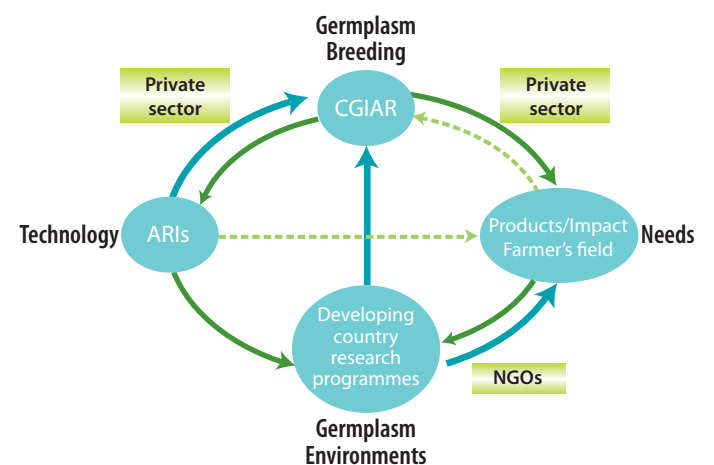 Germplasm
Breeding
Private
sector
CGIAR
Private
sector
Technology
ARIs
Products/Impact
Farmer's field
Needs
Developing
country
research
programmes
NGOs
Germplasm
Environments